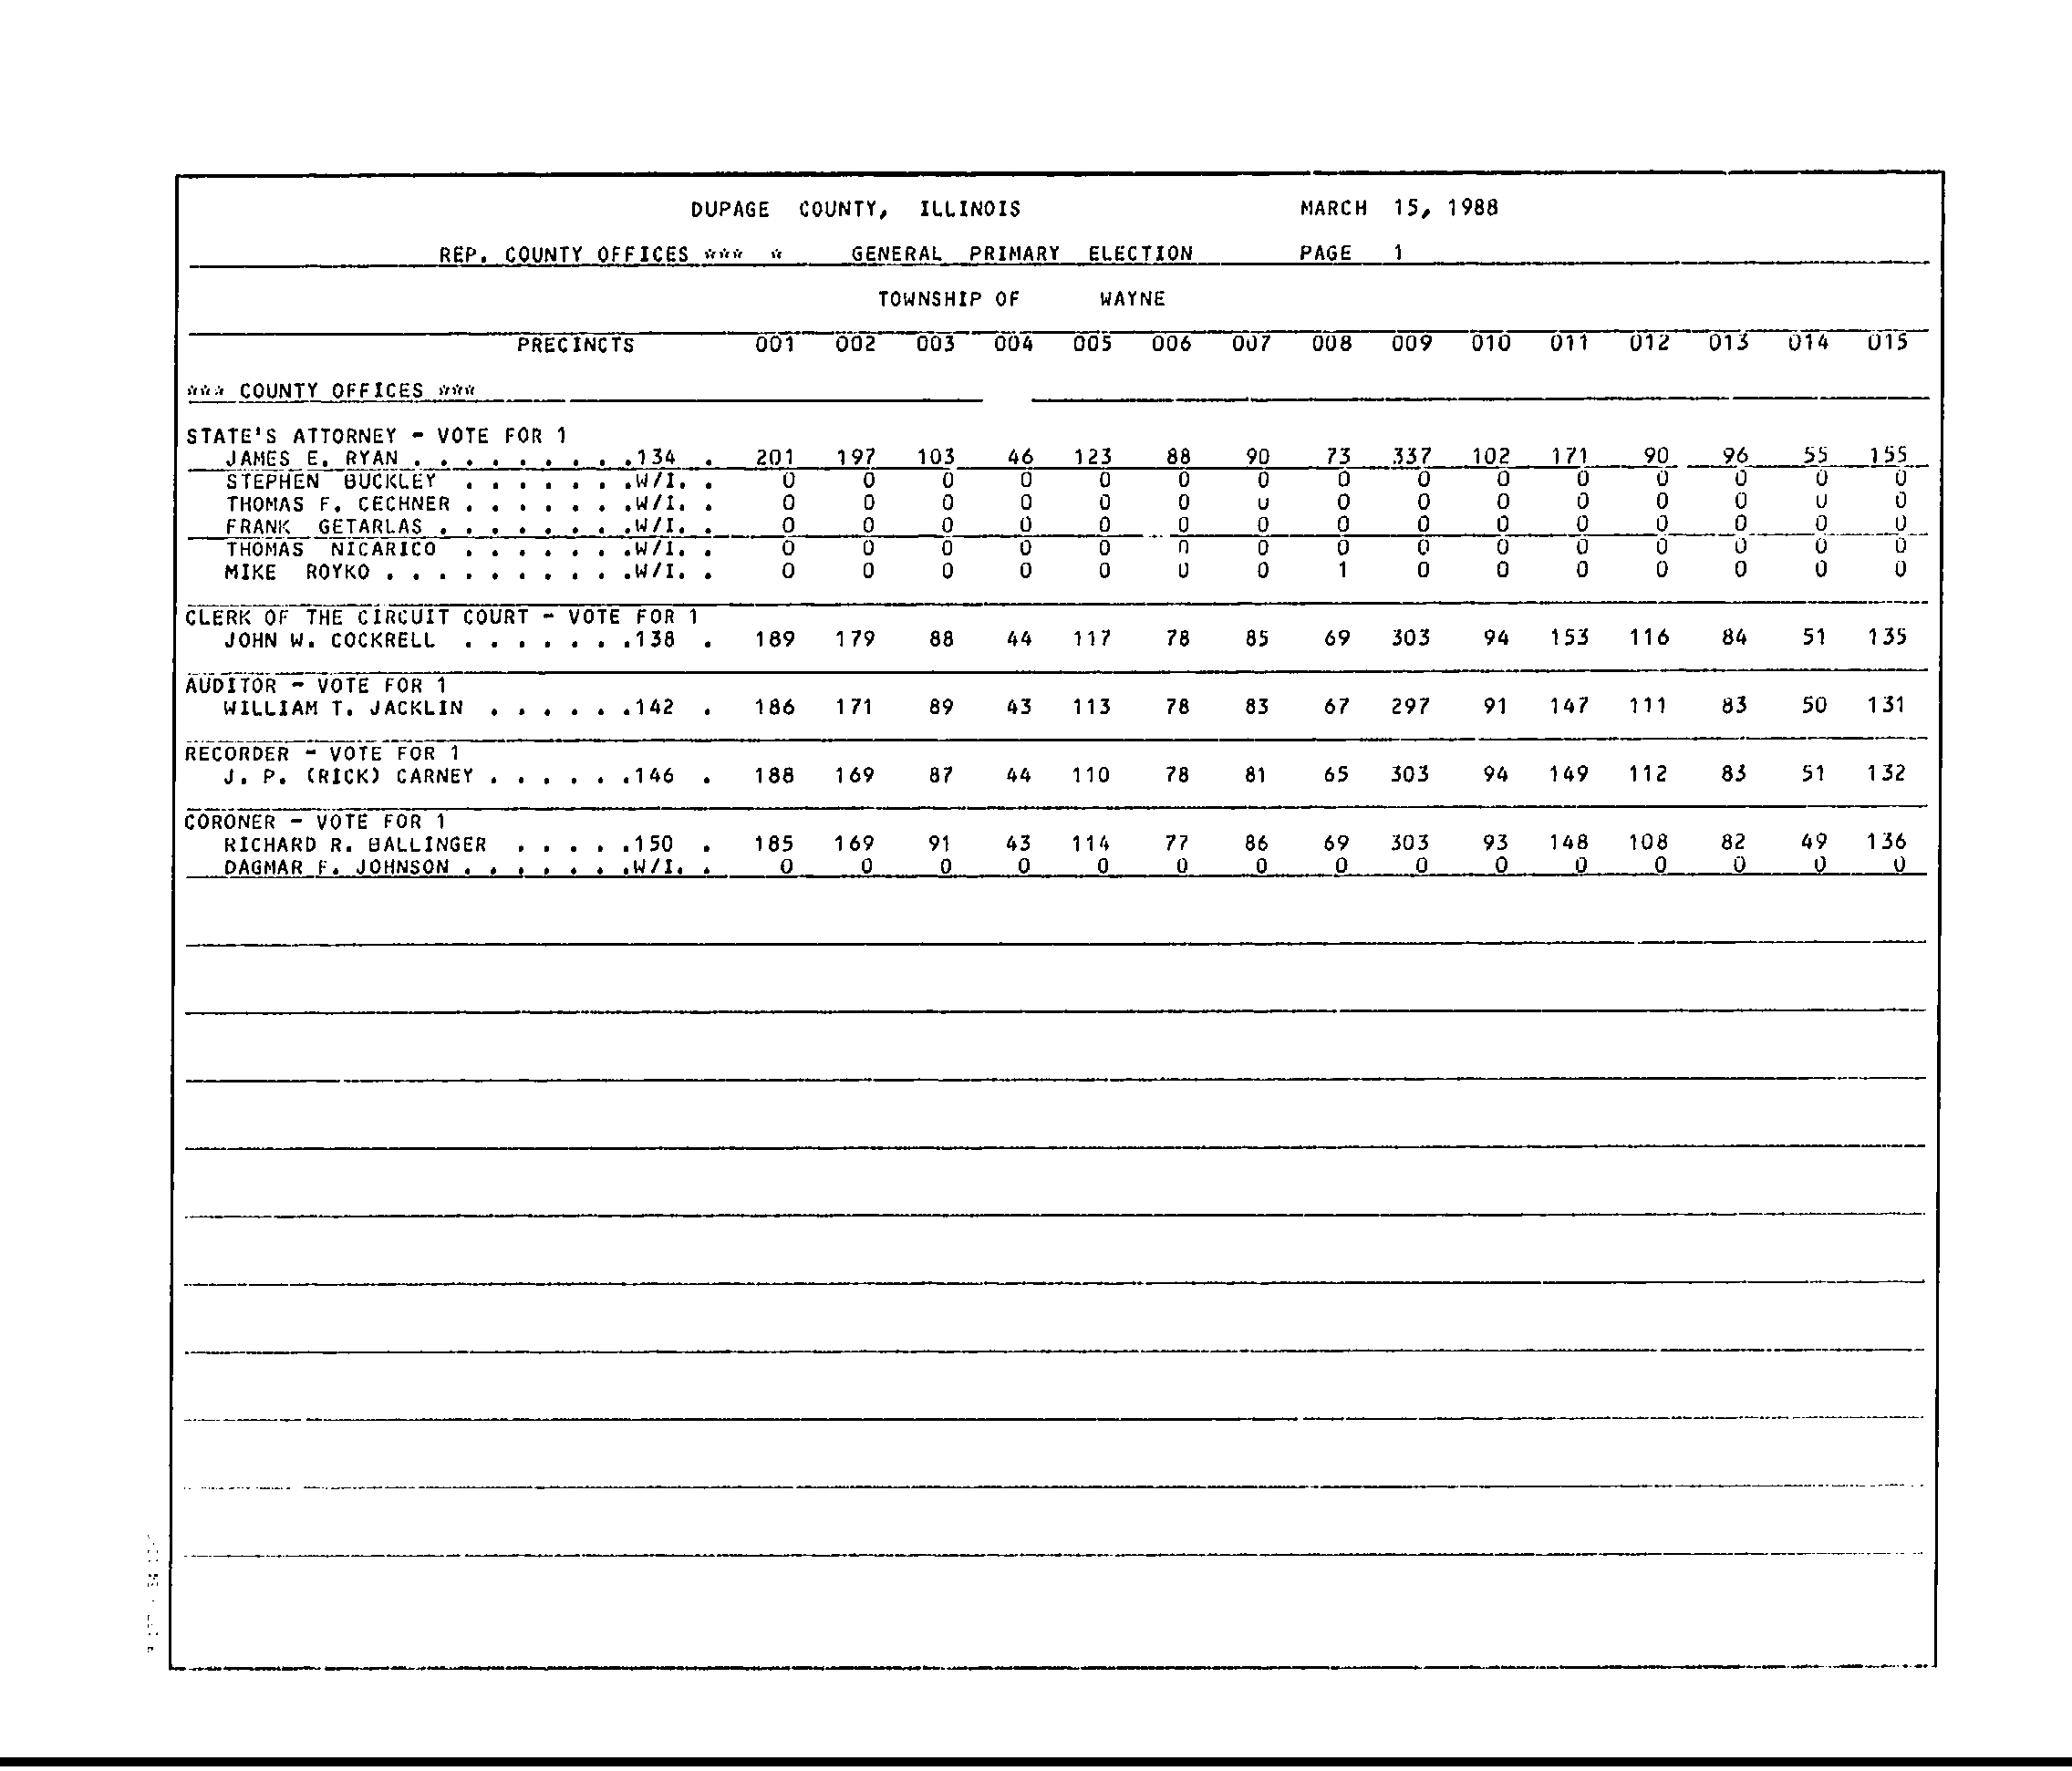 DUPAGE COUNTY, ILLINOIS MARCH 15, 1988
REP. COUNTY OFFICES *** * GENERAL PRIMARY ELECTION PAGE 1
TOWNSHIP OF WAYNE
PRECINCTS 001 002 003 004 005 006 007 008 009 010 011 012 013 014 015
*** COUNTY OFFICES ***
STATE'S ATTORNEY - VOTE FOR 1
JAMES E. RYAN . . . . . . . . .134 . 201 197 103 46 123 88 90 73 337 102 171 90 96 55 155
STEPHEN BUCKLEY . . . . . . .W/I. . 0 0 0 0 0 0 0 0 0 0 0 0 0 0 0
THOMAS F. CECHNER . . . . . . .W/I. . 0 0 0 0 0 0 0 0 0 0 0 0 0 0 0
FRANK GETARLAS . . . . . . . .W/I. . 0 0 0 0 0 0 0 0 0 0 0 0 0 0 0
THOMAS NICARICO . . . . . . .W/I. . 0 0 0 0 0 0 0 0 0 0 0 0 0 0 0
MIKE ROYKO . . . . . . . . . .W/I. . 0 0 0 0 0 0 0 1 0 0 0 0 0 0 0
CLERK OF THE CIRCUIT COURT - VOTE FOR 1
JOHN W. COCKRELL . . . . . . .138 . 189 179 88 44 117 78 85 69 303 94 153 116 84 51 135
AUDITOR - VOTE FOR 1
WILLIAM T. JACKLIN . . . . . .142 . 186 171 89 43 113 78 83 67 297 91 147 111 83 50 131
RECORDER - VOTE FOR 1
J. P. (RICK) CARNEY . . . . . .146 . 188 169 87 44 110 78 81 65 303 94 149 112 83 51 132
CORONER - VOTE FOR 1
RICHARD R. BALLINGER . . . . .150 . 185 169 91 43 114 77 86 69 303 93 148 108 82 49 136
DAGMAR F. JOHNSON . . . . . . .W/I. . 0 0 0 0 0 0 0 0 0 0 0 0 0 0 0